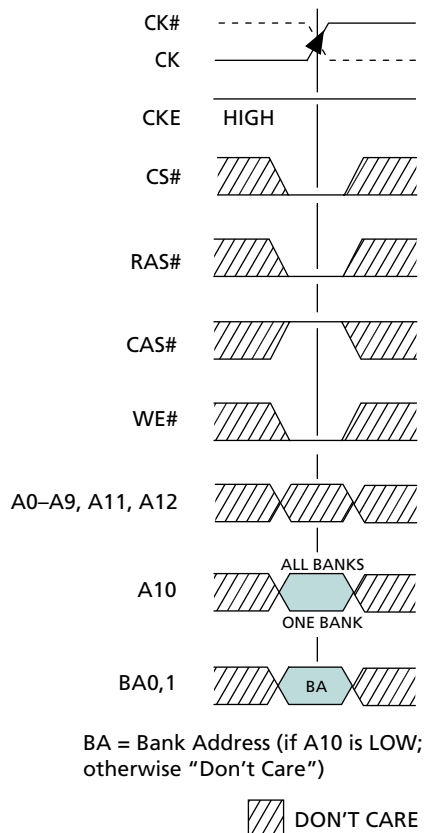 CK#
CK
CKE HIGH
CS#
RAS#
CAS#
WE#
A0–A9, A11, A12
ALL BANKS
A10
ONE BANK
BA0,1 BA
BA = Bank Address (if A10 is LOW;
otherwise “Don’t Care”)
DON’T CARE